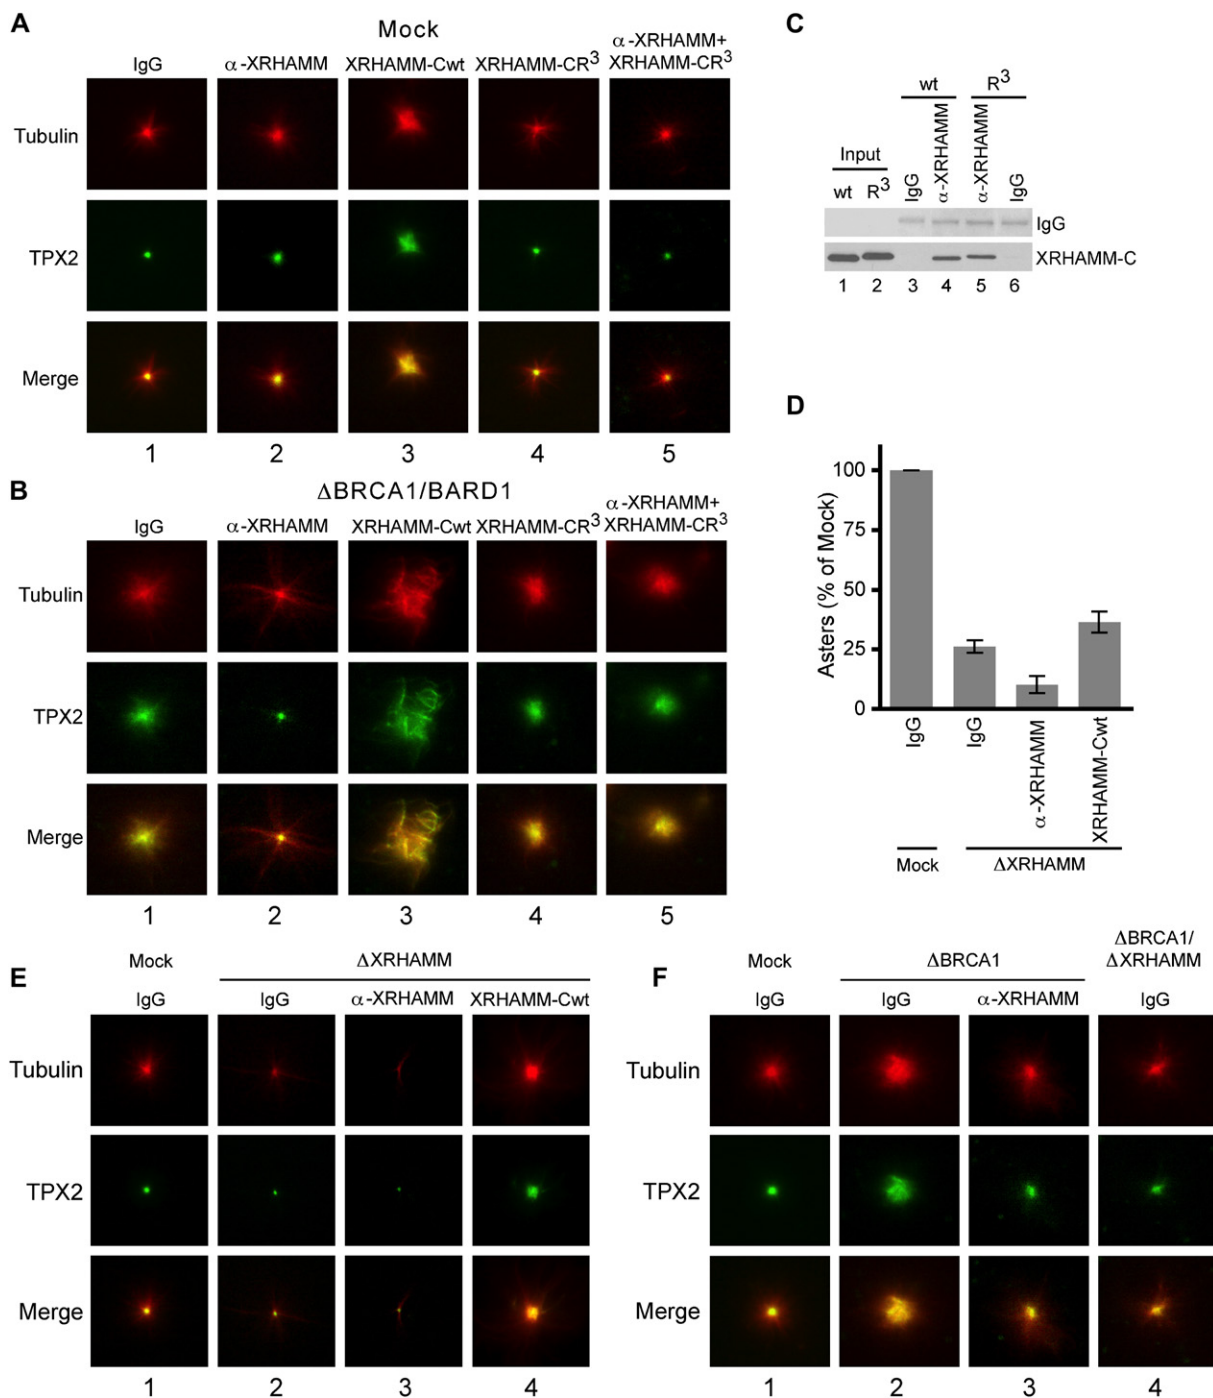 A
Mock
IgG
α-XRHAMM
XRHAMM-Cwt
XRHAMM-CR³
α-XRHAMM+
XRHAMM-CR³
Tubulin
TPX2
Merge
1 2 3 4 5
B
ΔBRCA1/BARD1
IgG
α-XRHAMM
XRHAMM-Cwt
XRHAMM-CR³
α-XRHAMM+
XRHAMM-CR³
Tubulin
TPX2
Merge
1 2 3 4 5
C
wt R³
Input
wt R³ IgG α-XRHAMM α-XRHAMM IgG
IgG
XRHAMM-C
1 2 3 4 5 6
D
Asters (% of Mock)
100
75
50
25
0
IgG IgG α-XRHAMM XRHAMM-Cwt
Mock ΔXRHAMM
E
Mock ΔXRHAMM
IgG IgG α-XRHAMM XRHAMM-Cwt
Tubulin
TPX2
Merge
1 2 3 4
F
Mock ΔBRCA1
ΔBRCA1/
ΔXRHAMM
IgG IgG α-XRHAMM IgG
Tubulin
TPX2
Merge
1 2 3 4